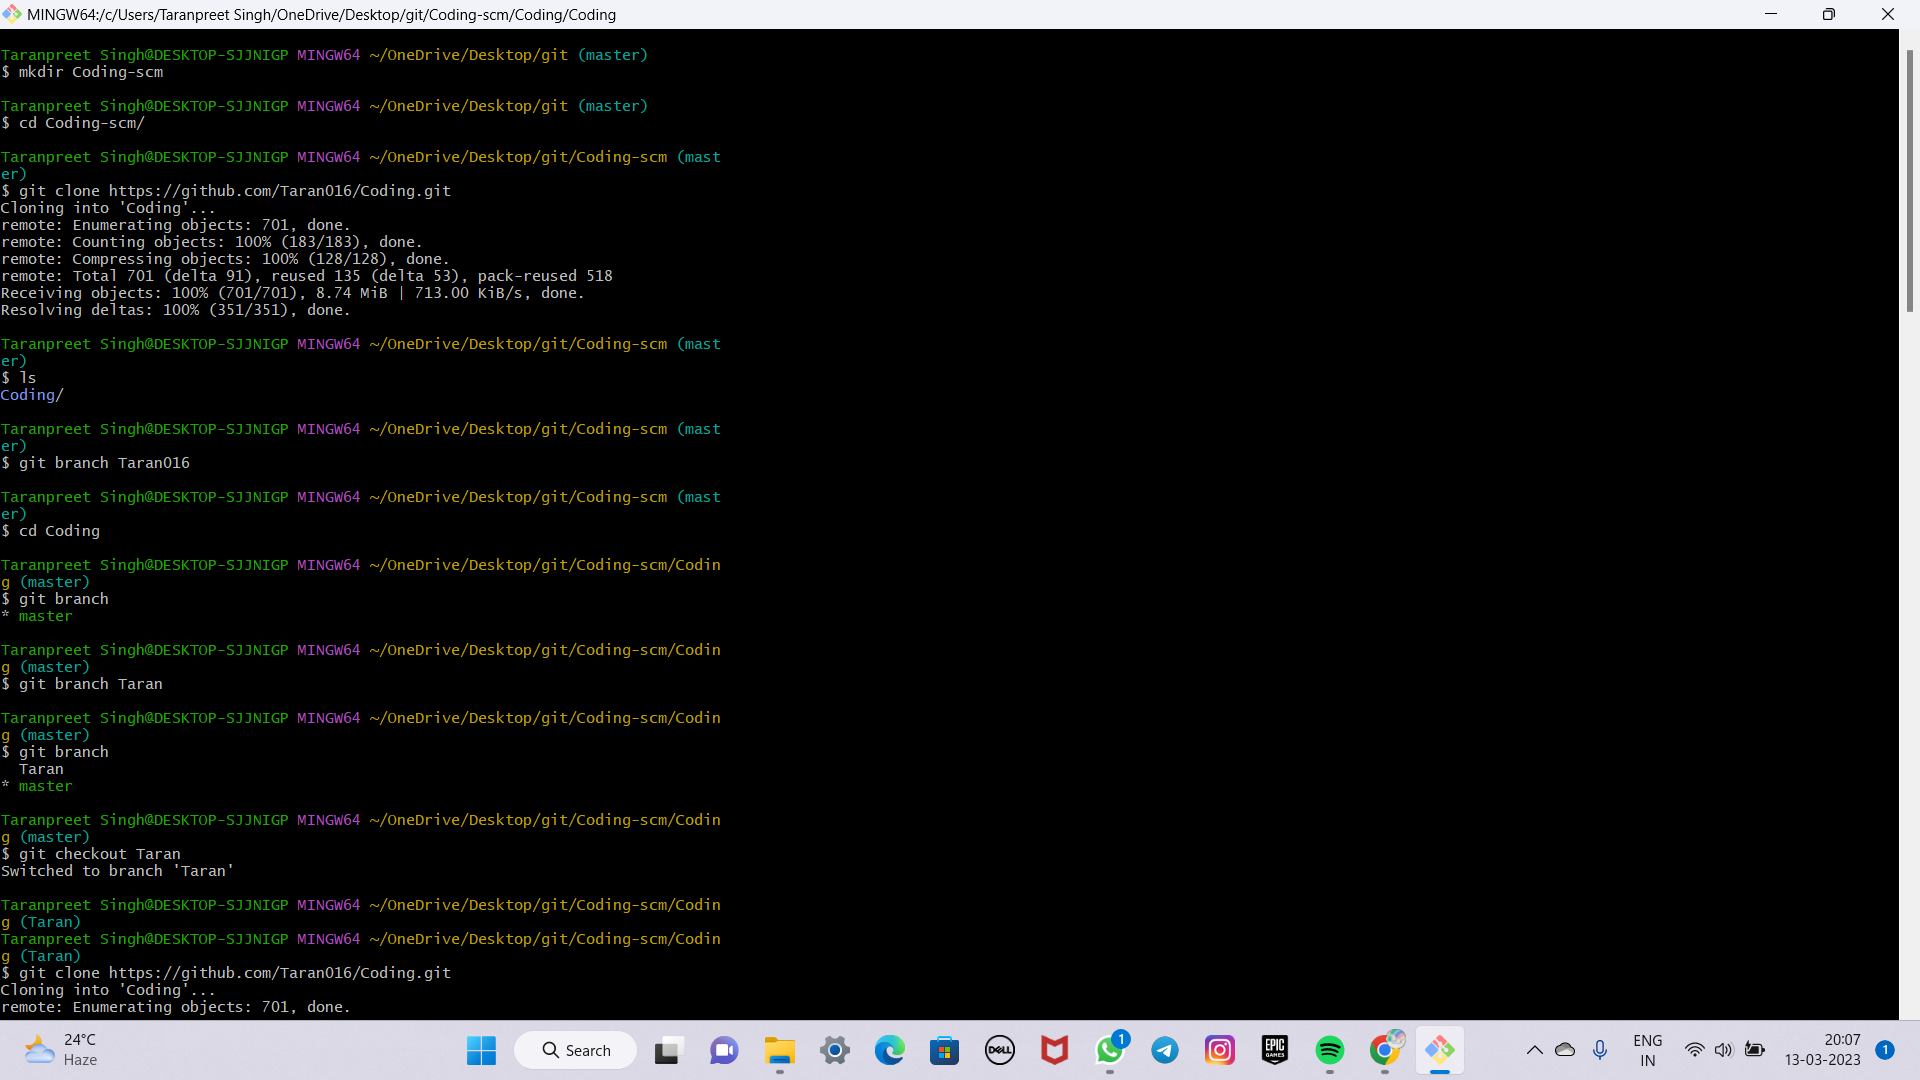 MINGW64:/c/Users/Taranpreet Singh/OneDrive/Desktop/git/Coding-scm/Coding/Coding
Taranpreet Singh@DESKTOP-SJJNIGP MINGW64 ~/OneDrive/Desktop/git (master)
$ mkdir Coding-scm
Taranpreet Singh@DESKTOP-SJJNIGP MINGW64 ~/OneDrive/Desktop/git (master)
$ cd Coding-scm/
Taranpreet Singh@DESKTOP-SJJNIGP MINGW64 ~/OneDrive/Desktop/git/Coding-scm (mast
er)
$ git clone https://github.com/Taran016/Coding.git
Cloning into 'Coding'...
remote: Enumerating objects: 701, done.
remote: Counting objects: 100% (183/183), done.
remote: Compressing objects: 100% (128/128), done.
remote: Total 701 (delta 91), reused 135 (delta 53), pack-reused 518
Receiving objects: 100% (701/701), 8.74 MiB | 713.00 KiB/s, done.
Resolving deltas: 100% (351/351), done.
Taranpreet Singh@DESKTOP-SJJNIGP MINGW64 ~/OneDrive/Desktop/git/Coding-scm (mast
er)
$ ls
Coding/
Taranpreet Singh@DESKTOP-SJJNIGP MINGW64 ~/OneDrive/Desktop/git/Coding-scm (mast
er)
$ git branch Taran016
Taranpreet Singh@DESKTOP-SJJNIGP MINGW64 ~/OneDrive/Desktop/git/Coding-scm (mast
er)
$ cd Coding
Taranpreet Singh@DESKTOP-SJJNIGP MINGW64 ~/OneDrive/Desktop/git/Coding-scm/Codin
g (master)
$ git branch
* master
Taranpreet Singh@DESKTOP-SJJNIGP MINGW64 ~/OneDrive/Desktop/git/Coding-scm/Codin
g (master)
$ git branch Taran
Taranpreet Singh@DESKTOP-SJJNIGP MINGW64 ~/OneDrive/Desktop/git/Coding-scm/Codin
g (master)
$ git branch
Taran
* master
Taranpreet Singh@DESKTOP-SJJNIGP MINGW64 ~/OneDrive/Desktop/git/Coding-scm/Codin
g (master)
$ git checkout Taran
Switched to branch 'Taran'
Taranpreet Singh@DESKTOP-SJJNIGP MINGW64 ~/OneDrive/Desktop/git/Coding-scm/Codin
g (Taran)
Taranpreet Singh@DESKTOP-SJJNIGP MINGW64 ~/OneDrive/Desktop/git/Coding-scm/Codin
g (Taran)
$ git clone https://github.com/Taran016/Coding.git
Cloning into 'Coding'...
remote: Enumerating objects: 701, done.
24°C
Haze
Search
DELL
1
EPIC
GAMES
ENG
IN
20:07
13-03-2023
1